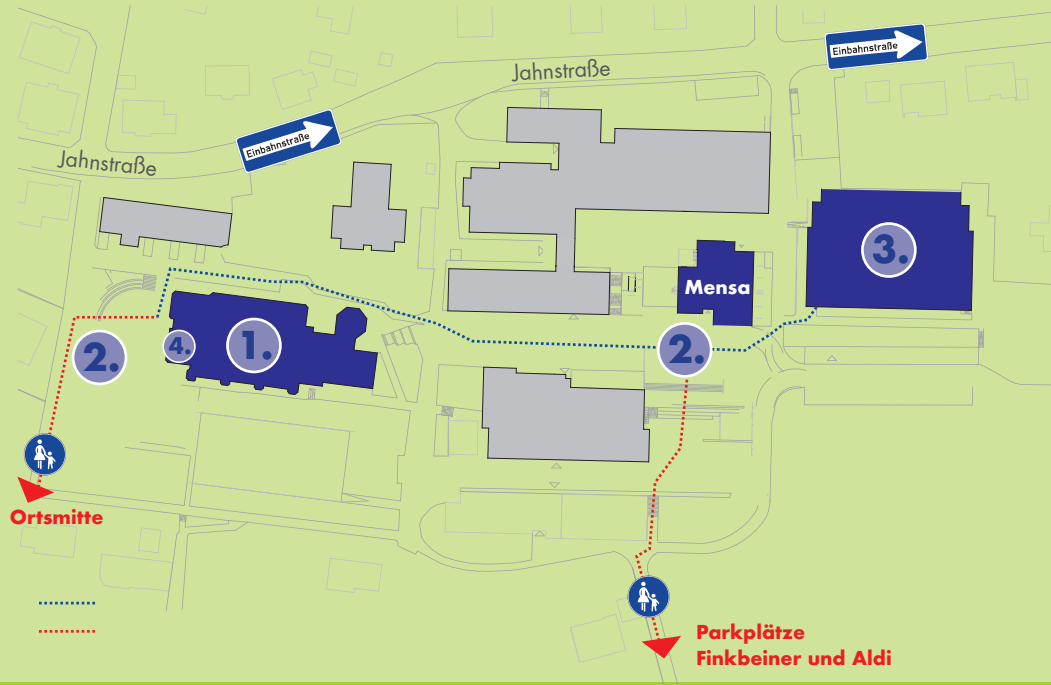 Einbahnstraße
Jahnstraße
Einbahnstraße
Jahnstraße
3.
Mensa
1.
4.
2.
2.
Ortsmitte
Parkplätze
Finkbeiner und Aldi